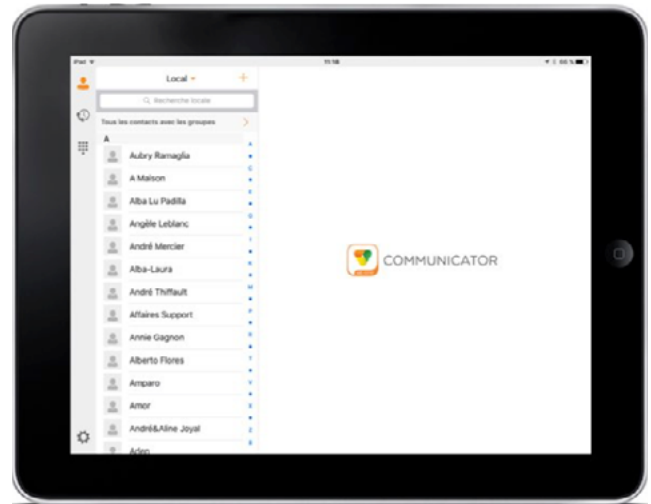 iPad
11:18
Local
+
Recherche locale
Tous les contacts avec les groupes
A
Aubry Ramaglia
A Maison
Alba Lu Padilla
Angèle Leblanc
André Mercier
Alba-Laura
André Thiffault
Affaires Support
Annie Gagnon
Alberto Flores
Amparo
Amor
André&Aline Joyal
Aden
COMMUNICATOR